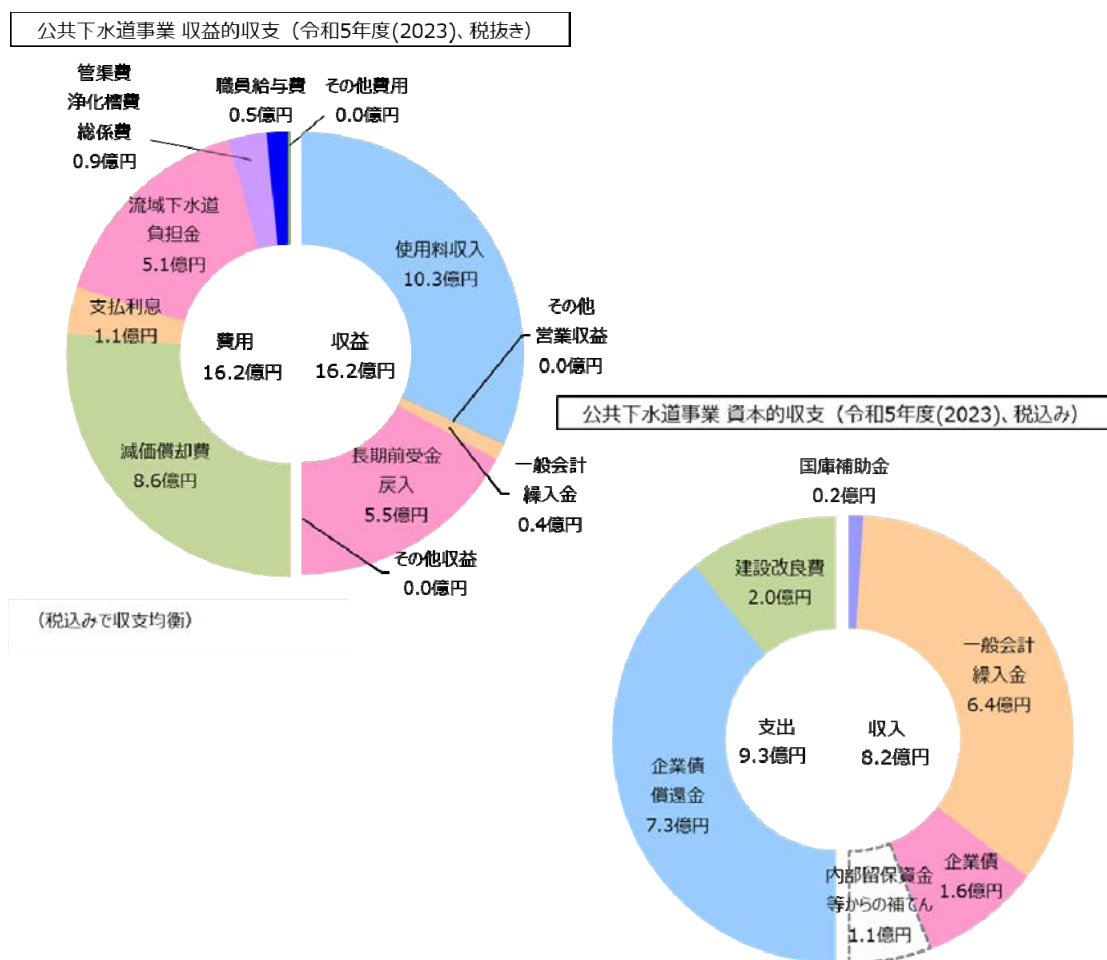 公共下水道事業 収益的収支（令和5年度(2023)、税抜き）
管渠費
浄化槽費
総係費
0.9億円
職員給与費
0.5億円
その他費用
0.0億円
流域下水道
負担金
5.1億円
支払利息
1.1億円
減価償却費
8.6億円
費用
16.2億円
収益
16.2億円
使用料収入
10.3億円
その他
営業収益
0.0億円
一般会計
繰入金
0.4億円
長期前受金
戻入
5.5億円
その他収益
0.0億円
（税込みで収支均衡）
公共下水道事業 資本的収支（令和5年度(2023)、税込み）
国庫補助金
0.2億円
建設改良費
2.0億円
一般会計
繰入金
6.4億円
支出
9.3億円
収入
8.2億円
企業債
償還金
7.3億円
企業債
1.6億円
内部留保資金
等からの補てん
1.1億円